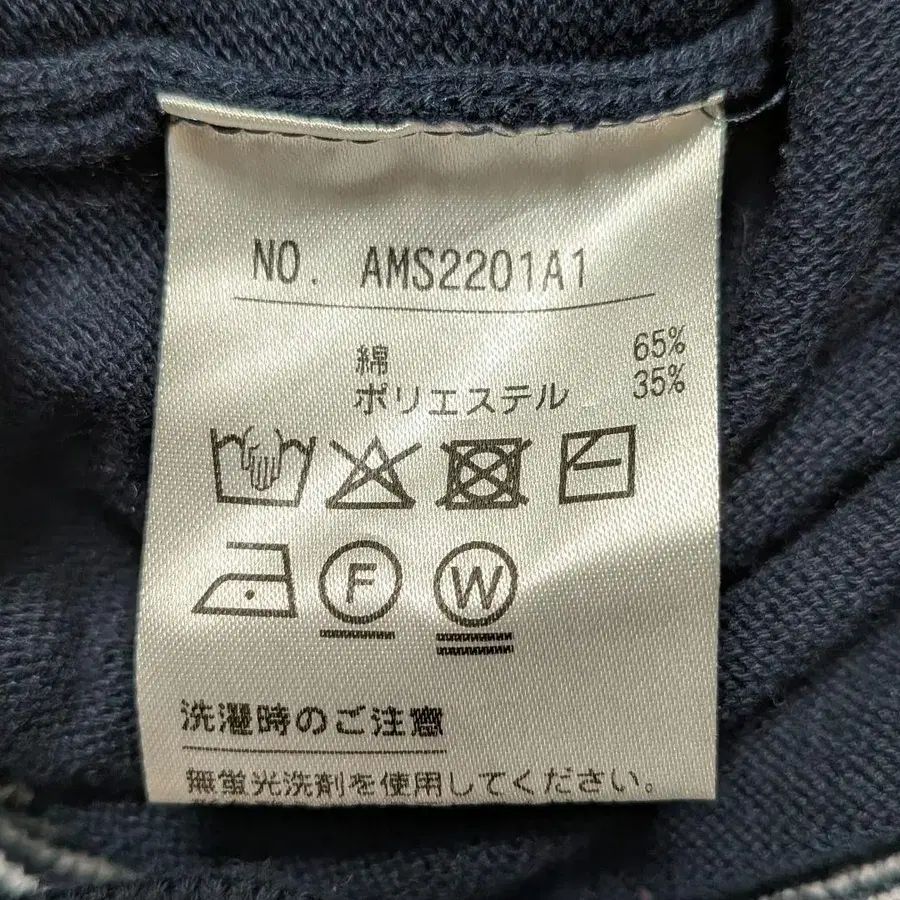 NO. AMS2201A1
綿 65%
ポリエステル 35%
F W
洗濯時のご注意
無蛍光洗剤を使用してください。